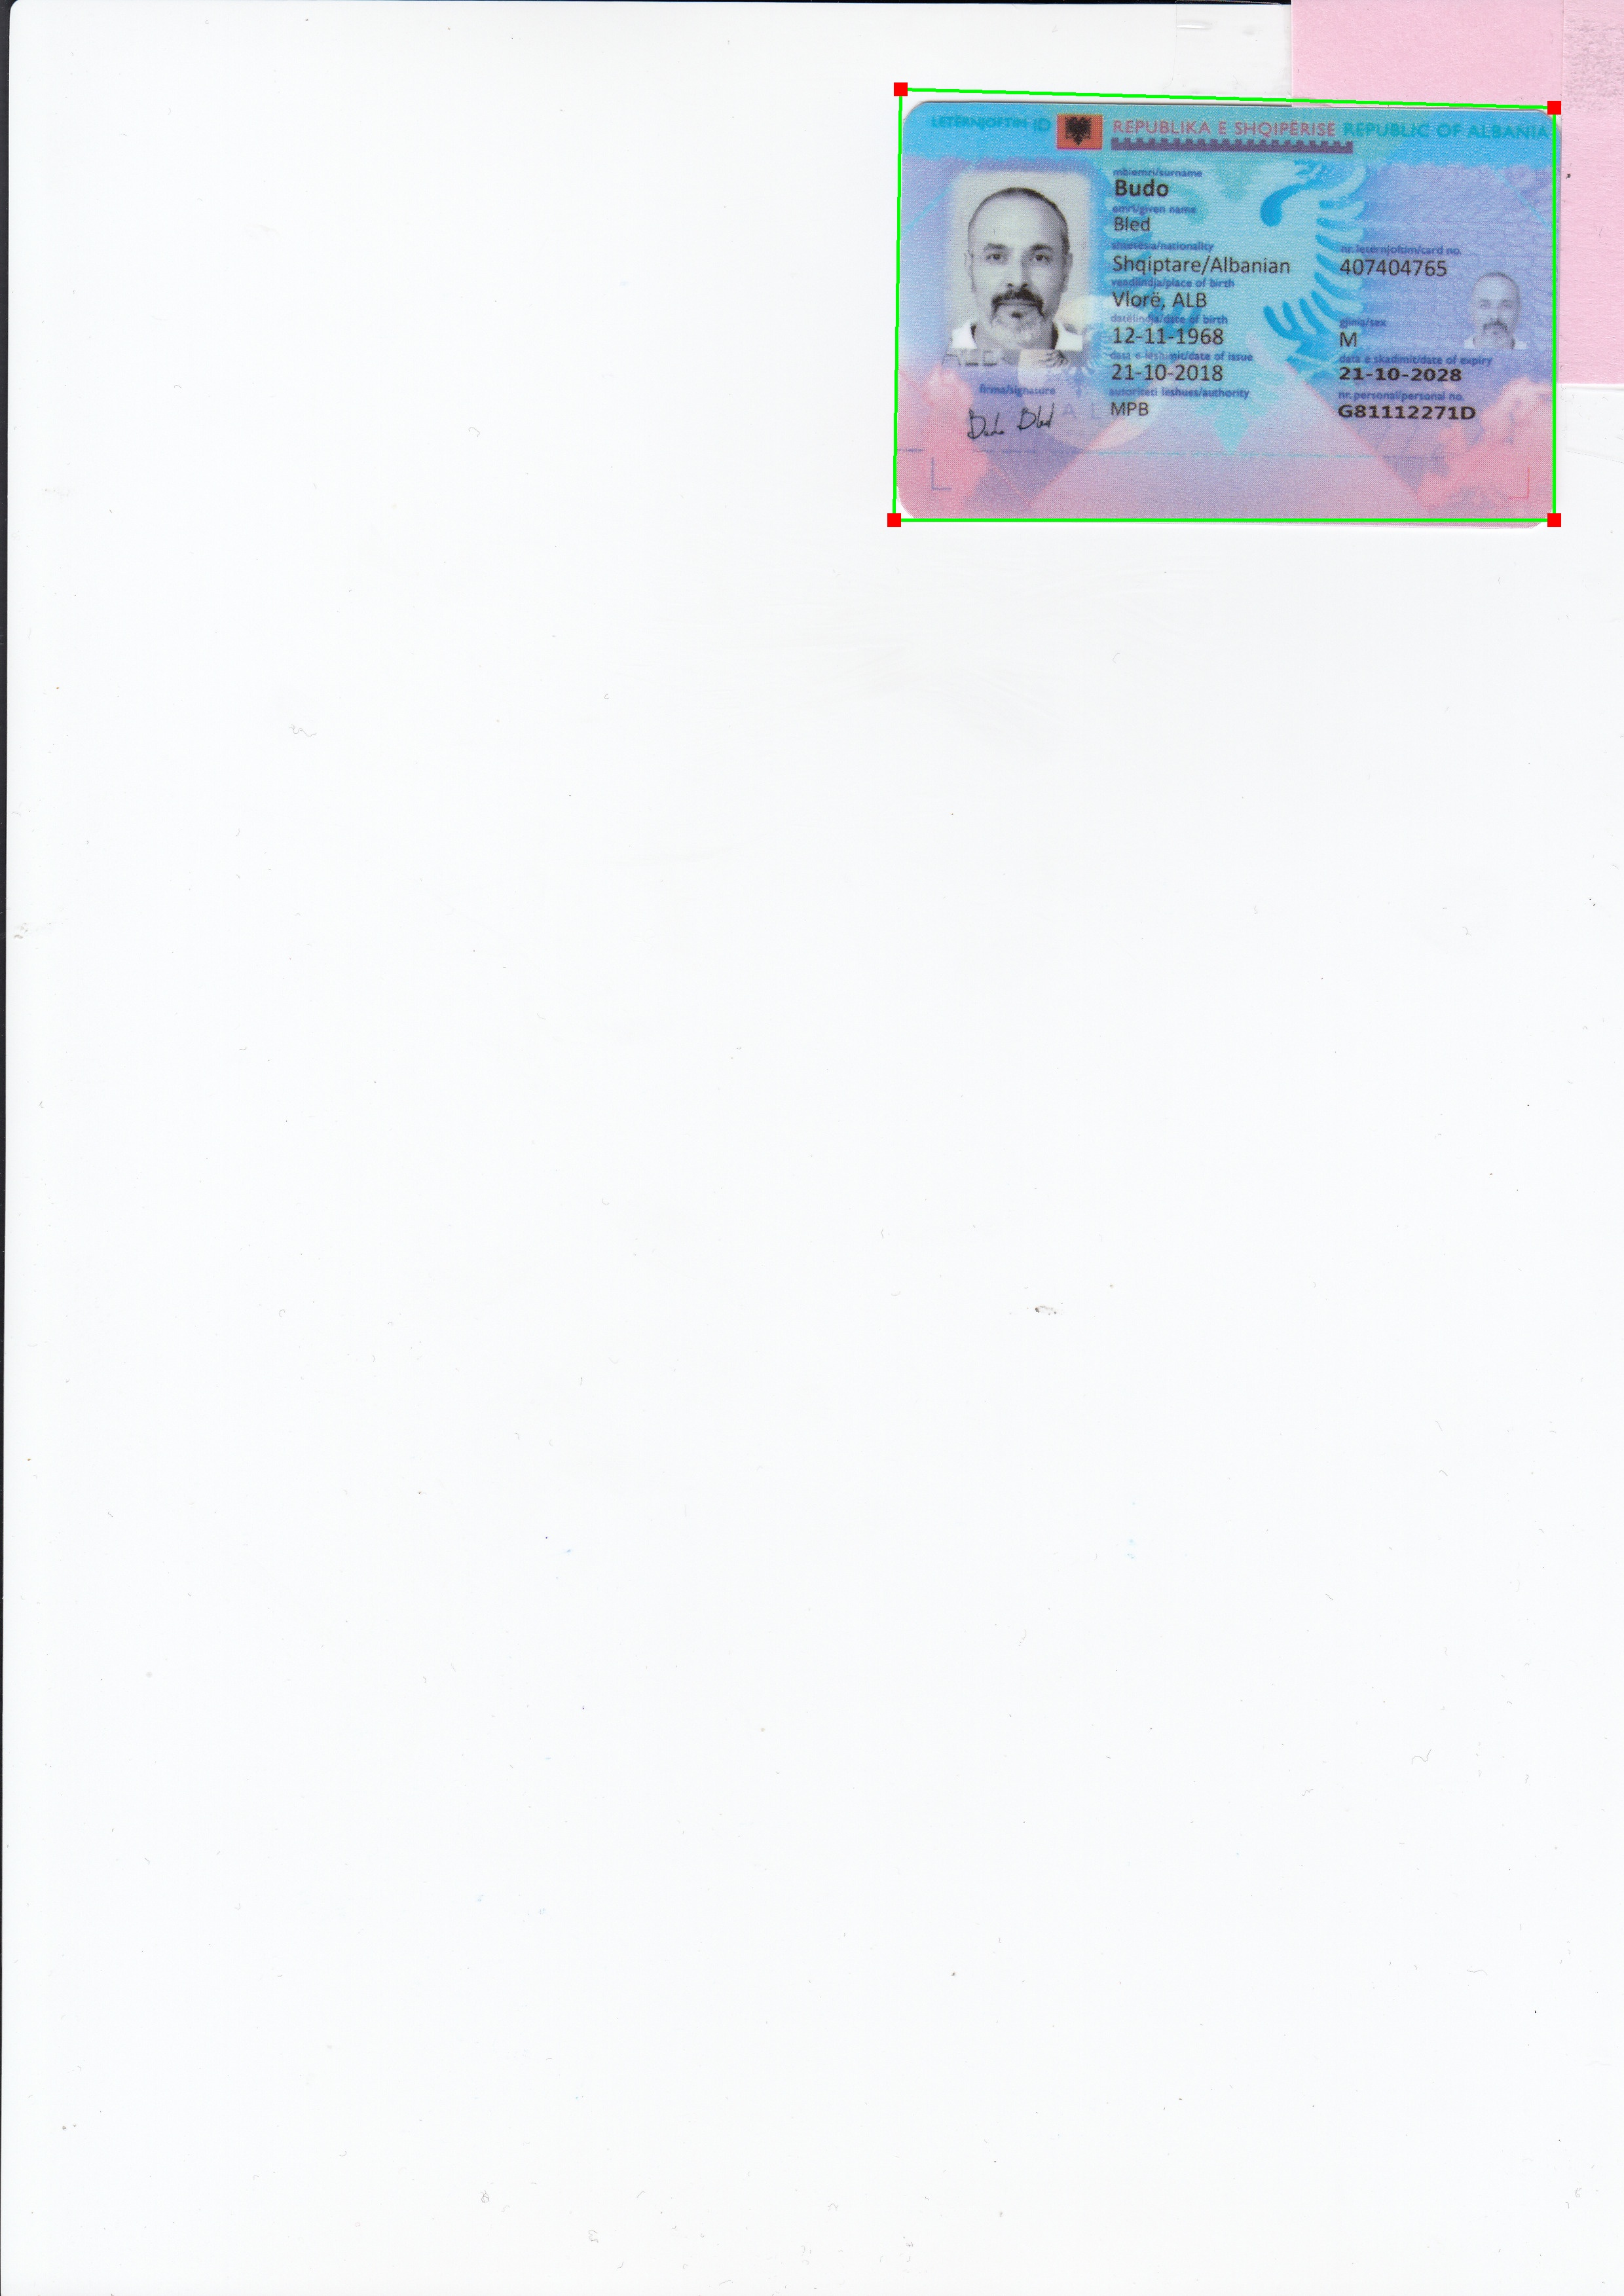 LETËRNJOFTIM ID REPUBLIKA E SHQIPËRISË REPUBLIC OF ALBANIA
mbiemri/surname
Budo
emri/given name
Bled
shtetësia/nationality
Shqiptare/Albanian
nr.letërnjoftim/card no.
407404765
vendlindja/place of birth
Vlorë, ALB
datëlindja/date of birth
12-11-1968
gjinia/sex
M
data e lëshimit/date of issue
21-10-2018
data e skadimit/date of expiry
21-10-2028
firma/signature
autoriteti lëshues/authority
MPB
nr.personal/personal no.
G81112271D
Budo Bled